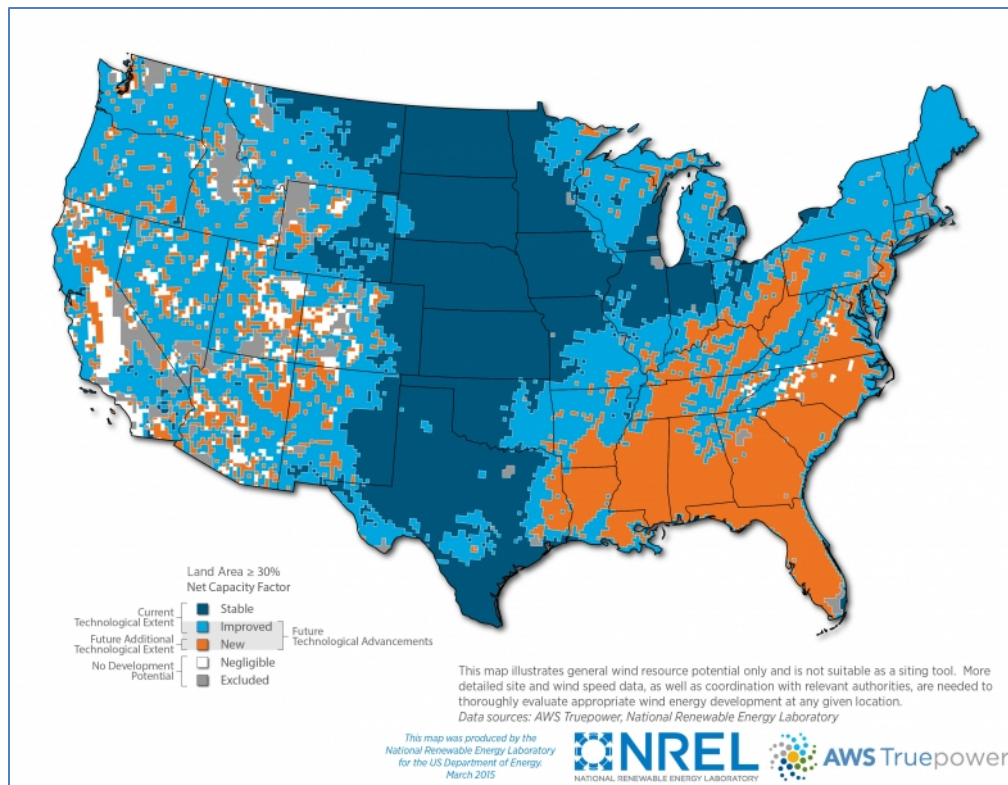 Land Area ≥ 30%
Net Capacity Factor
Current
Technological Extent
Stable
Improved
Future Additional
Technological Extent
New
Future
Technological Advancements
No Development
Potential
Negligible
Excluded
This map illustrates general wind resource potential only and is not suitable as a siting tool. More
detailed site and wind speed data, as well as coordination with relevant authorities, are needed to
thoroughly evaluate appropriate wind energy development at any given location.
Data sources: AWS Truepower, National Renewable Energy Laboratory
This map was produced by the
National Renewable Energy Laboratory
for the US Department of Energy.
March 2015
NREL
NATIONAL RENEWABLE ENERGY LABORATORY
AWS Truepower